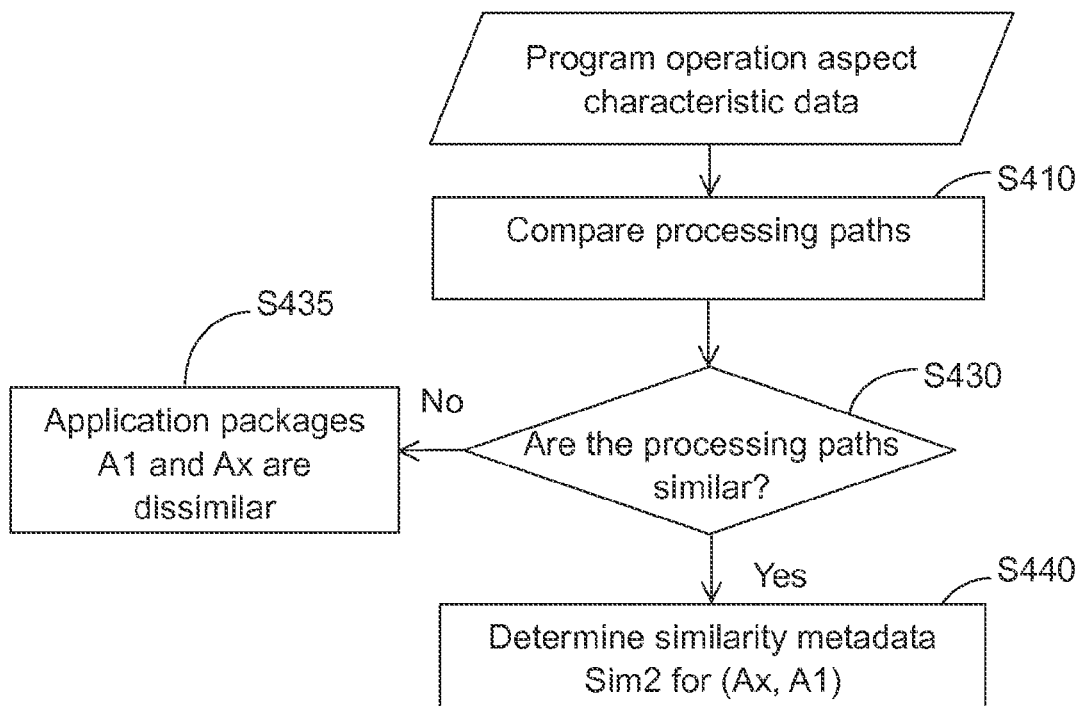 Program operation aspect
characteristic data
S410
Compare processing paths
S435
S430
No
Application packages
A1 and Ax are
dissimilar
Are the processing paths
similar?
Yes
S440
Determine similarity metadata
Sim2 for (Ax, A1)